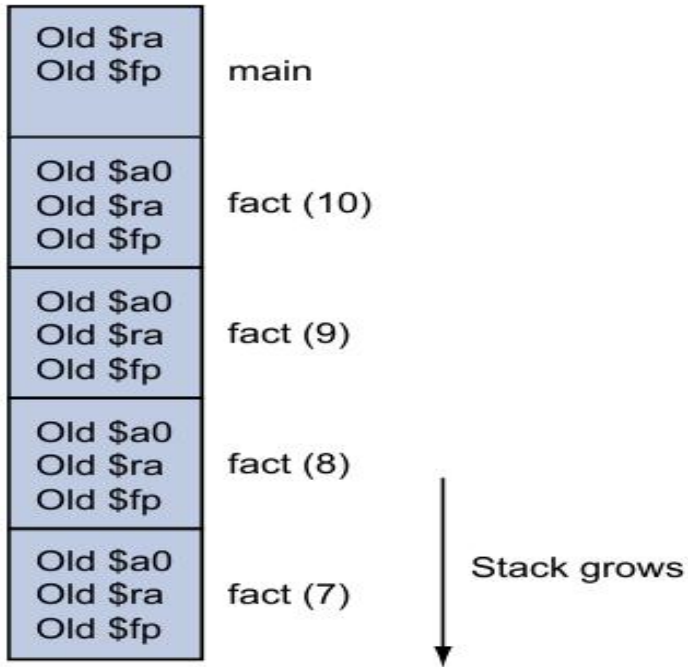 Old $ra
Old $fp
main
Old $a0
Old $ra
Old $fp
fact (10)
Old $a0
Old $ra
Old $fp
fact (9)
Old $a0
Old $ra
Old $fp
fact (8)
Old $a0
Old $ra
Old $fp
fact (7)
Stack grows